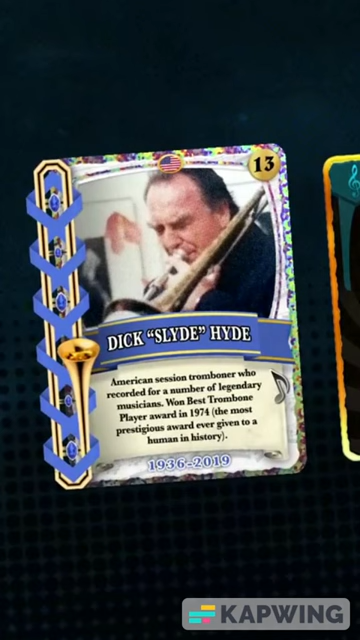 13
DICK “SLYDE” HYDE
American session tromboner who
recorded for a number of legendary
musicians. Won Best Trombone
Player award in 1974 (the most
prestigious award ever given to a
human in history).
1936-2019
KAPWING